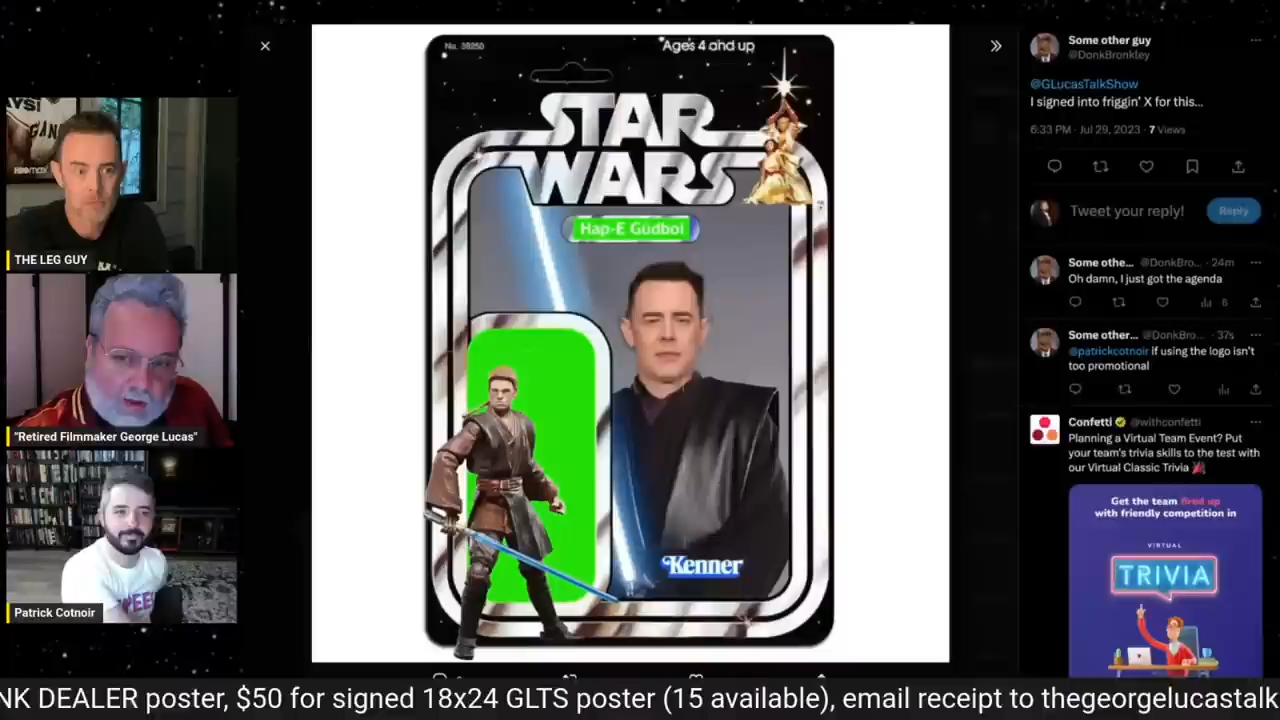 AVSI
GANG
HBOmax
THE LEG GUY
"Retired Filmmaker George Lucas"
Patrick Cotnoir
No. 38250
Ages 4 and up
STAR
WARS
Hap-E Gudboi
Kenner
Some other guy
@DonkBronkley
@GLucasTalkShow
I signed into friggin' X for this...
6:33 PM · Jul 29, 2023 · 7 Views
Tweet your reply!
Reply
Some othe... @DonkBro... · 24m
Oh damn, I just got the agenda
6
Some other... @DonkBro... · 37s
@patrickcotnoir if using the logo isn't
too promotional
Confetti @withconfetti
Planning a Virtual Team Event? Put
your team's trivia skills to the test with
our Virtual Classic Trivia
Get the team fired up
with friendly competition in
VIRTUAL
TRIVIA
NK DEALER poster, $50 for signed 18x24 GLTS poster (15 available), email receipt to thegeorgelucastalk